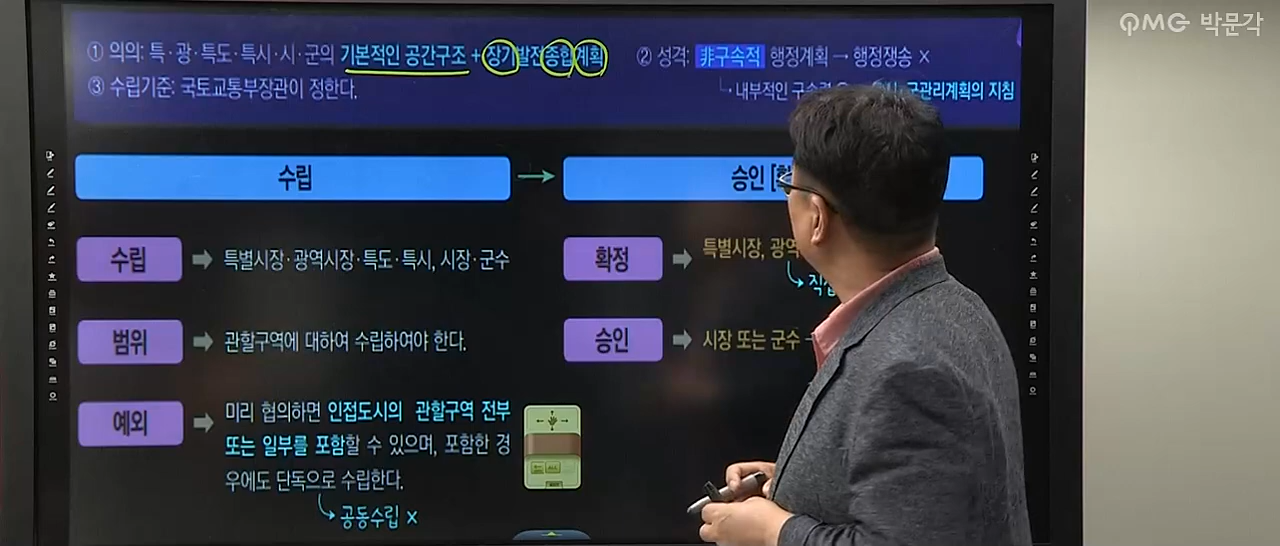 QMG 박문각
① 의의: 특·광·특도·특시·시·군의 기본적인 공간구조 + 장기발전종합계획
② 성격: 非구속적 행정계획 → 행정쟁송 ×
③ 수립기준: 국토교통부장관이 정한다.
내부적인 군관리계획의 지침
수립 → 승인
수립 특별시장·광역시장·특도·특시, 시장·군수
확정 특별시장,
범위 관할구역에 대하여 수립하여야 한다.
승인 시장 또는 군수
예외 미리 협의하면 인접도시의 관할구역 전부
또는 일부를 포함할 수 있으며, 포함한 경
우에도 단독으로 수립한다.
공동수립 ×